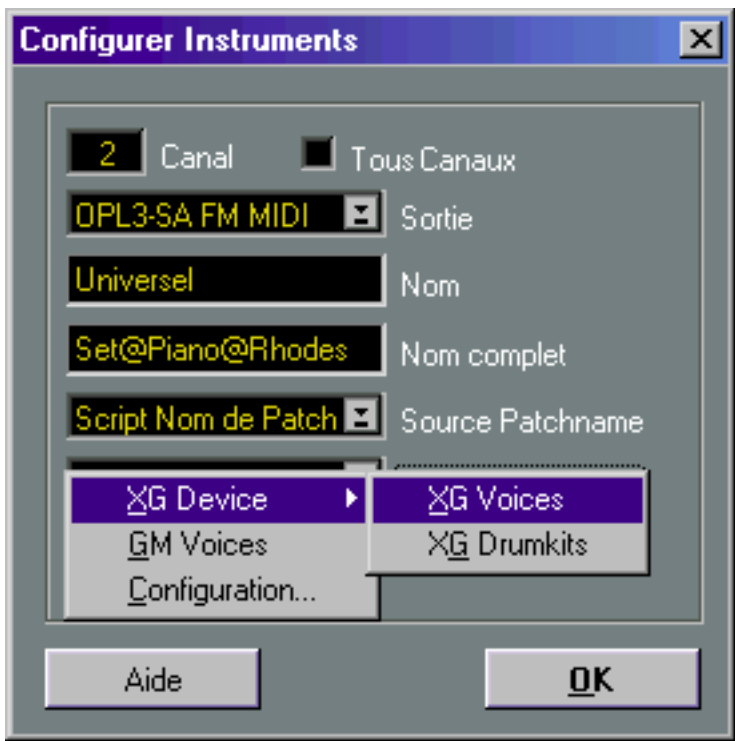 Configurer Instruments
2 Canal Tous Canaux
OPL3-SA FM MIDI Sortie
Universel Nom
Set@Piano@Rhodes Nom complet
Script Nom de Patch Source Patchname
XG Device XG Voices
GM Voices XG Drumkits
Configuration...
Aide OK